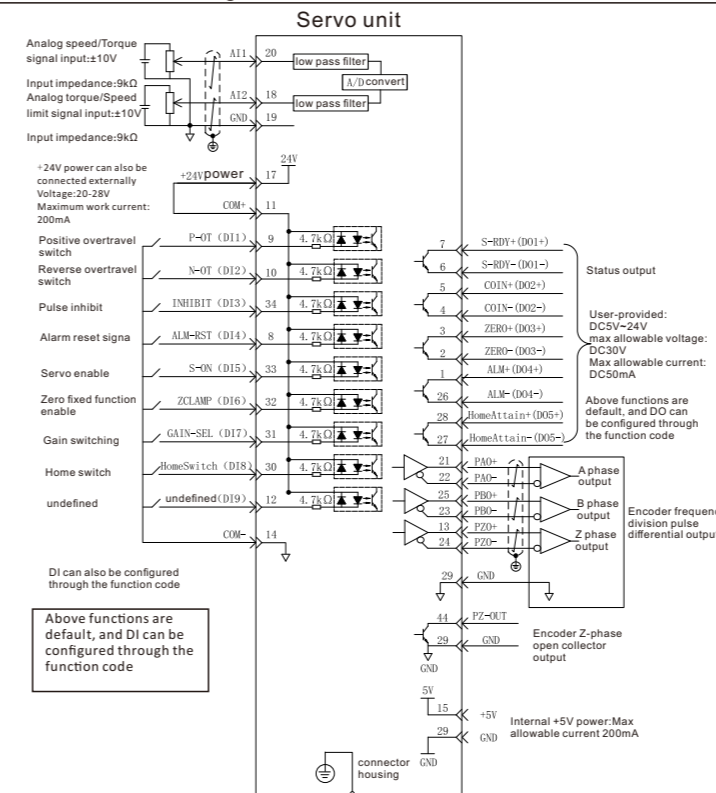 Servo unit
Analog speed/Torque
signal input:±10V
Input impedance:9kΩ
Analog torque/Speed
limit signal input:±10V
Input impedance:9kΩ
AI1 20
low pass filter
A/D convert
AI2 18
low pass filter
GND 19
+24V power can also be
connected externally
Voltage:20-28V
Maximum work current:
200mA
24V
+24Vpower 17
COM+ 11
Positive overtravel
switch
P-OT (DI1) 9 4.7kΩ
Reverse overtravel
switch
N-OT (DI2) 10 4.7kΩ
Pulse inhibit
INHIBIT (DI3) 34 4.7kΩ
Alarm reset signa
ALM-RST (DI4) 8 4.7kΩ
Servo enable
S-ON (DI5) 33 4.7kΩ
Zero fixed function
enable
ZCLAMP (DI6) 32 4.7kΩ
Gain switching
GAIN-SEL (DI7) 31 4.7kΩ
Home switch
HomeSwitch (DI8) 30 4.7kΩ
undefined
undefined(DI9) 12 4.7kΩ
COM- 14
DI can also be configured
through the function code
Above functions are
default, and DI can be
configured through the
function code
7 S-RDY+(DO1+)
6 S-RDY-(DO1-)
5 COIN+(DO2+)
4 COIN-(DO2-)
3 ZERO+(DO3+)
2 ZERO-(DO3-)
1 ALM+(DO4+)
26 ALM-(DO4-)
28 HomeAttain+(DO5+)
27 HomeAttain-(DO5-)
Status output
User-provided:
DC5V~24V
max allowable voltage:
DC30V
Max allowable current:
DC50mA
Above functions are
default, and DO can
be configured through
the function code
21 PAO+
22 PAO-
25 PBO+
23 PBO-
13 PZO+
24 PZO-
A phase
output
B phase
output
Z phase
output
Encoder frequenc
division pulse
differential output
29 GND
44 PZ-OUT
29 GND
GND
Encoder Z-phase
open collector
output
5V
15 +5V
29 GND
GND
Internal +5V power:Max
allowable current 200mA
connector
housing